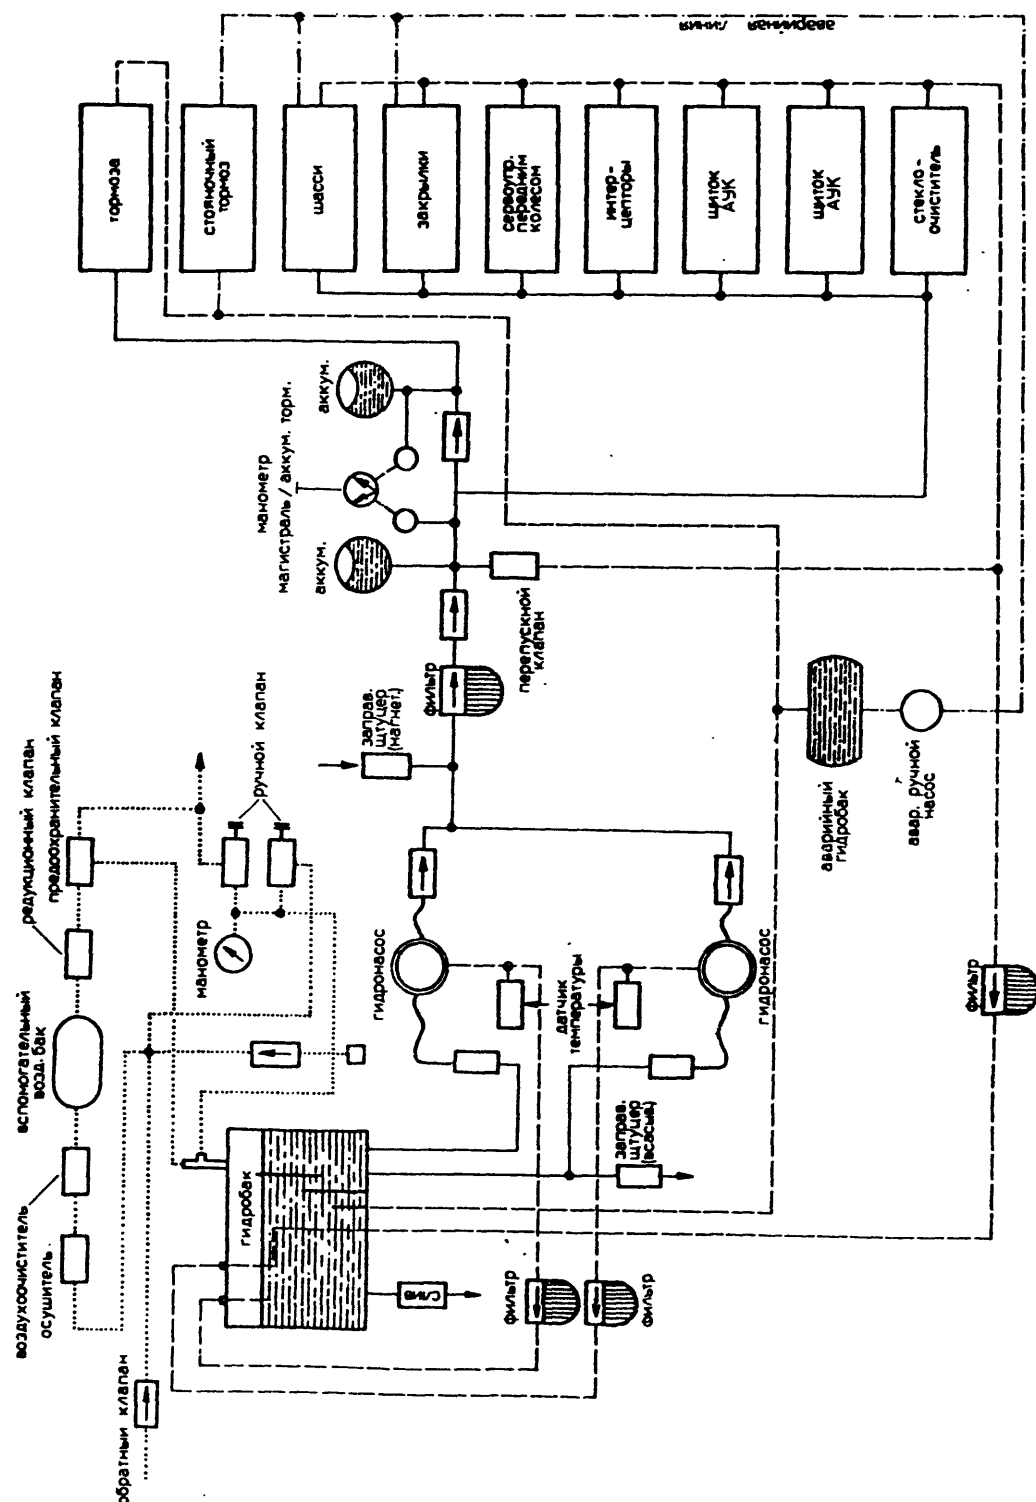 аварийная линия
тормоза
стояночный
тормоз
шасси
закрылки
сервоупр.
передним
колесом
интер-
цепторы
щиток
АУК
щиток
АУК
стекло-
очиститель
аккум.
манометр
магистраль / аккум. торм.
аккум.
перепускной
клапан
фильтр
заправ.
штуцер
(нагнет.)
ручной клапан
редукционный клапан
предохранительный клапан
манометр
вспомогательный
возд. бак
воздухоочиститель
осушитель
обратный клапан
гидробак
слив
гидронасос
датчик
температуры
гидронасос
заправ.
штуцер
(всасыв.)
фильтр
фильтр
аварийный
гидробак
авар. ручной
насос
фильтр